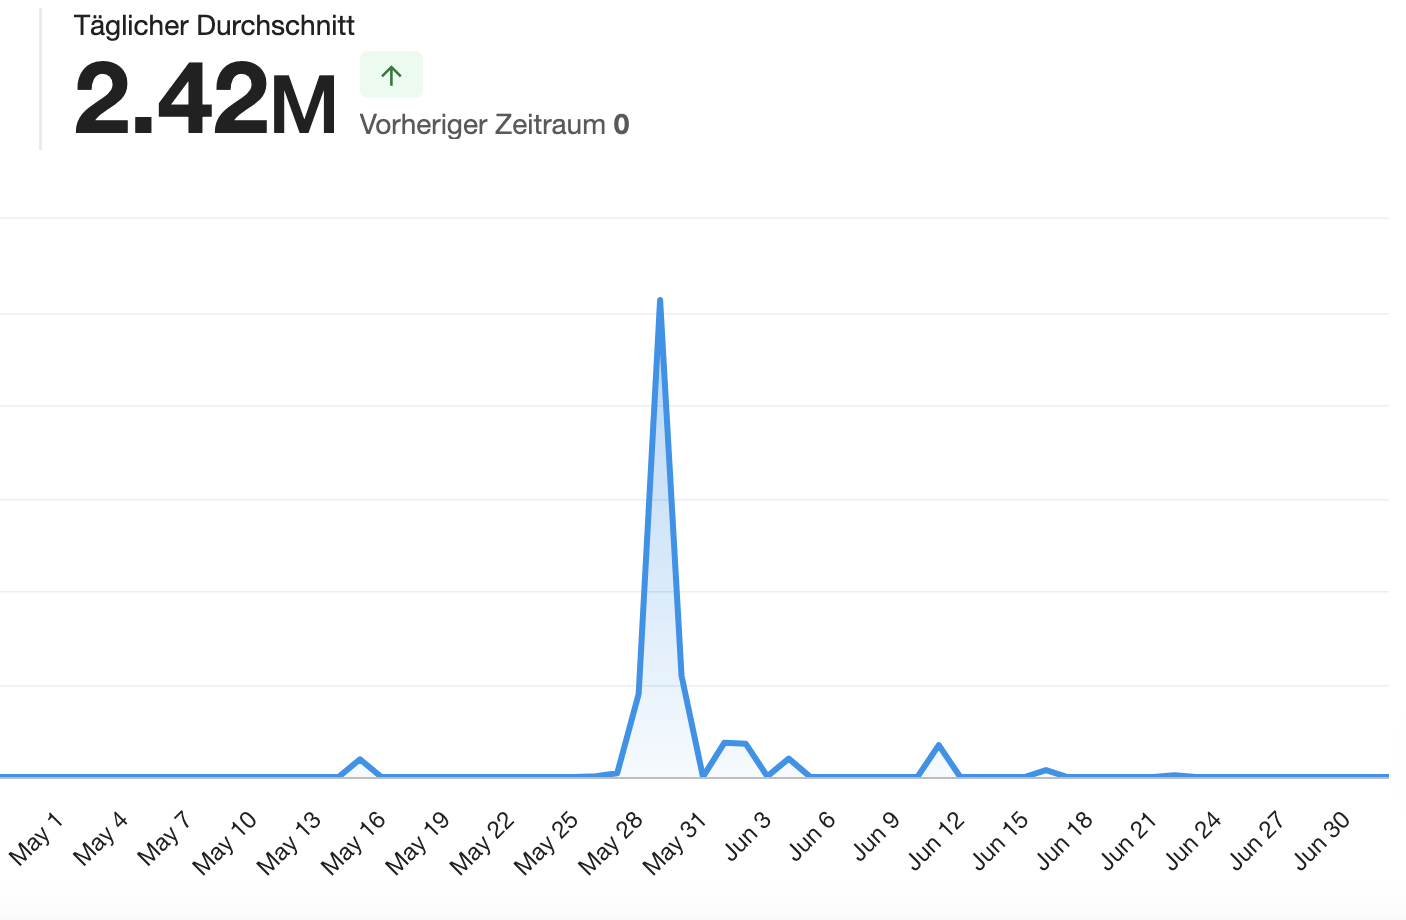 Täglicher Durchschnitt
2.42M ↑
Vorheriger Zeitraum 0
May 1 May 4 May 7 May 10 May 13 May 16 May 19 May 22 May 25 May 28 May 31 Jun 3 Jun 6 Jun 9 Jun 12 Jun 15 Jun 18 Jun 21 Jun 24 Jun 27 Jun 30